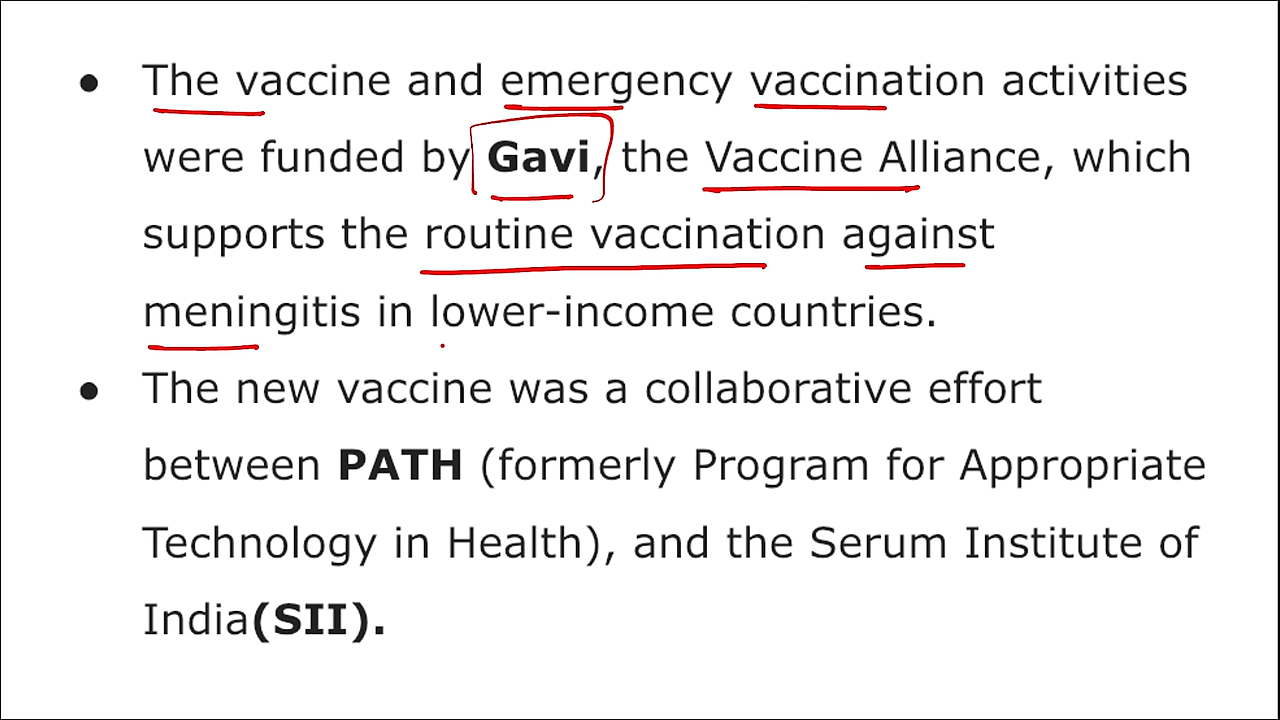 ● The vaccine and emergency vaccination activities
were funded by Gavi, the Vaccine Alliance, which
supports the routine vaccination against
meningitis in lower-income countries.
● The new vaccine was a collaborative effort
between PATH (formerly Program for Appropriate
Technology in Health), and the Serum Institute of
India(SII).